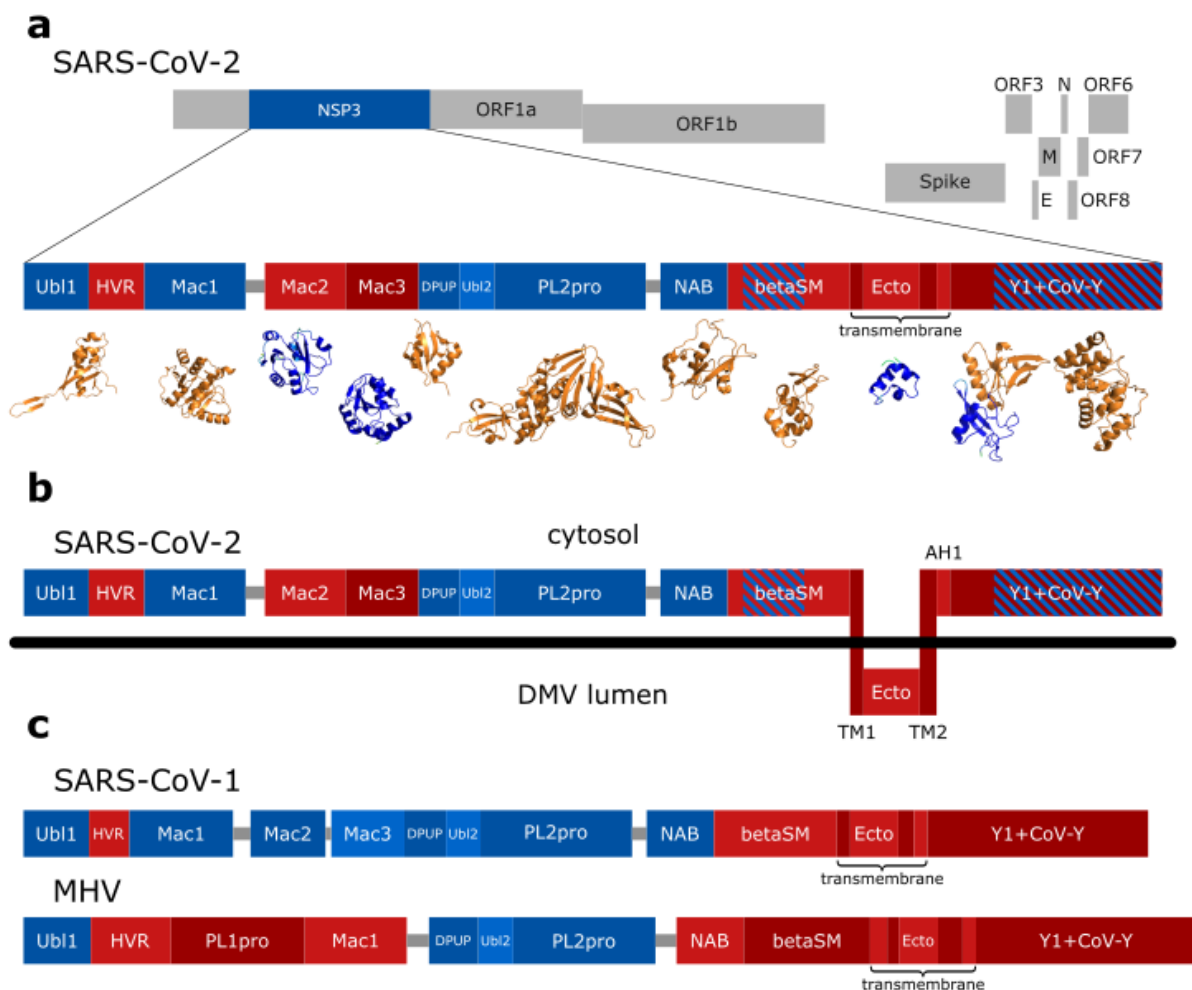 a
SARS-CoV-2
ORF3 N ORF6
NSP3 ORF1a
ORF1b
M ORF7
Spike
E ORF8
Ubl1 HVR Mac1 Mac2 Mac3 DPUP Ubl2 PL2pro NAB betaSM Ecto Y1+CoV-Y
transmembrane
b
SARS-CoV-2
cytosol
AH1
Ubl1 HVR Mac1 Mac2 Mac3 DPUP Ubl2 PL2pro NAB betaSM Y1+CoV-Y
DMV lumen
Ecto
TM1 TM2
c
SARS-CoV-1
Ubl1 HVR Mac1 Mac2 Mac3 DPUP Ubl2 PL2pro NAB betaSM Ecto Y1+CoV-Y
transmembrane
MHV
Ubl1 HVR PL1pro Mac1 DPUP Ubl2 PL2pro NAB betaSM Ecto Y1+CoV-Y
transmembrane